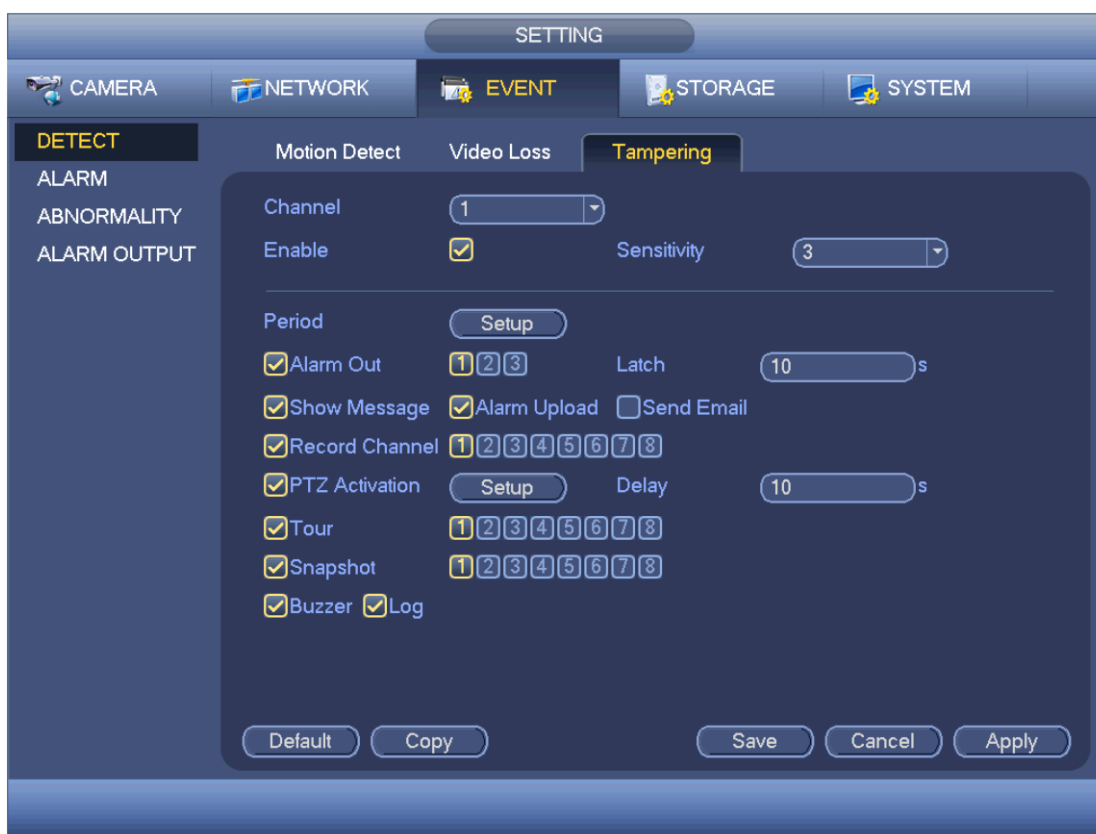 SETTING
CAMERA NETWORK EVENT STORAGE SYSTEM
DETECT
ALARM
ABNORMALITY
ALARM OUTPUT
Motion Detect Video Loss Tampering
Channel 1
Enable Sensitivity 3
Period Setup
Alarm Out 1 2 3 Latch 10 s
Show Message Alarm Upload Send Email
Record Channel 1 2 3 4 5 6 7 8
PTZ Activation Setup Delay 10 s
Tour 1 2 3 4 5 6 7 8
Snapshot 1 2 3 4 5 6 7 8
Buzzer Log
Default Copy Save Cancel Apply